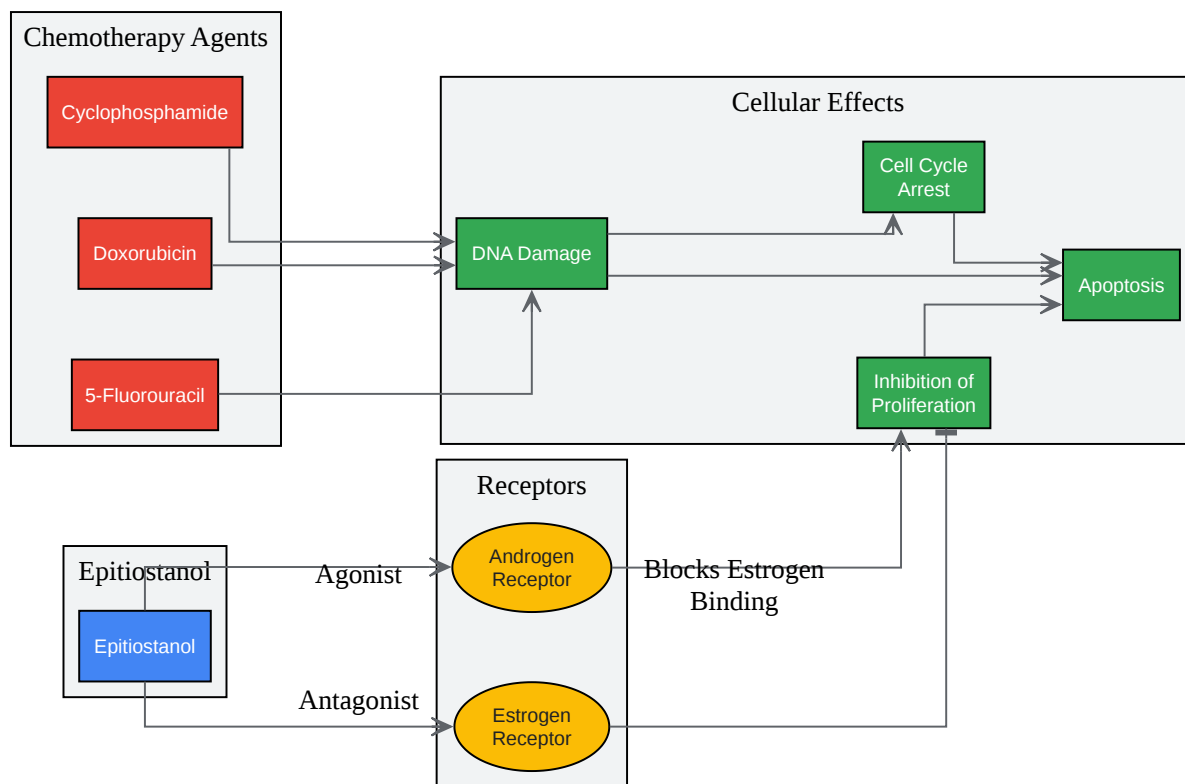 Chemotherapy Agents
Cyclophosphamide
Doxorubicin
5-Fluorouracil
Cellular Effects
Cell Cycle
Arrest
DNA Damage
Apoptosis
Inhibition of
Proliferation
Receptors
Androgen
Receptor
Estrogen
Receptor
Epitiostanol
Epitiostanol
Agonist
Antagonist
Blocks Estrogen
Binding